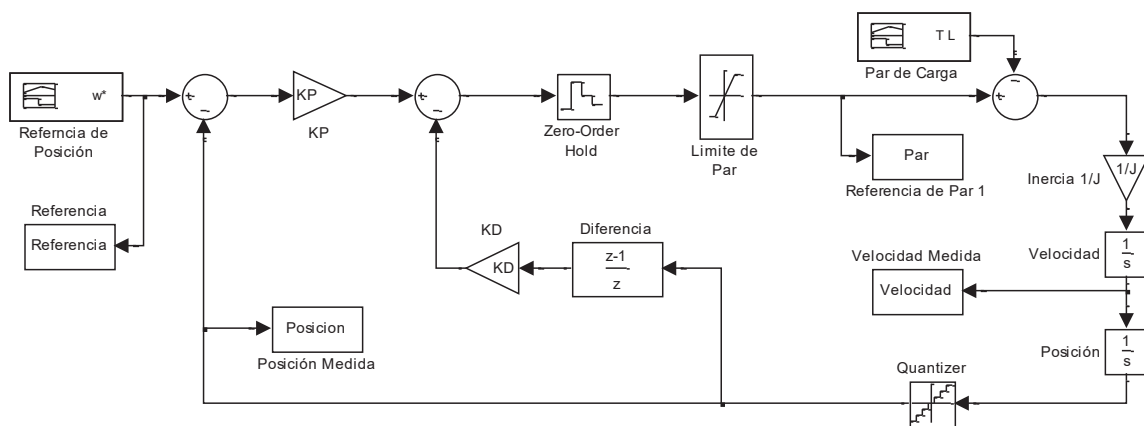 T L
Par de Carga
w*
Referncia de
Posición
+
-
KP
KP
+
-
Zero-Order
Hold
Limite de
Par
+
-
Par
Referencia de Par 1
1/J
Inercia 1/J
Referencia
Referencia
KD
KD
Diferencia
z-1
z
Velocidad Medida
Velocidad
Velocidad
1
s
Posicion
Posición Medida
Posición
1
s
Quantizer